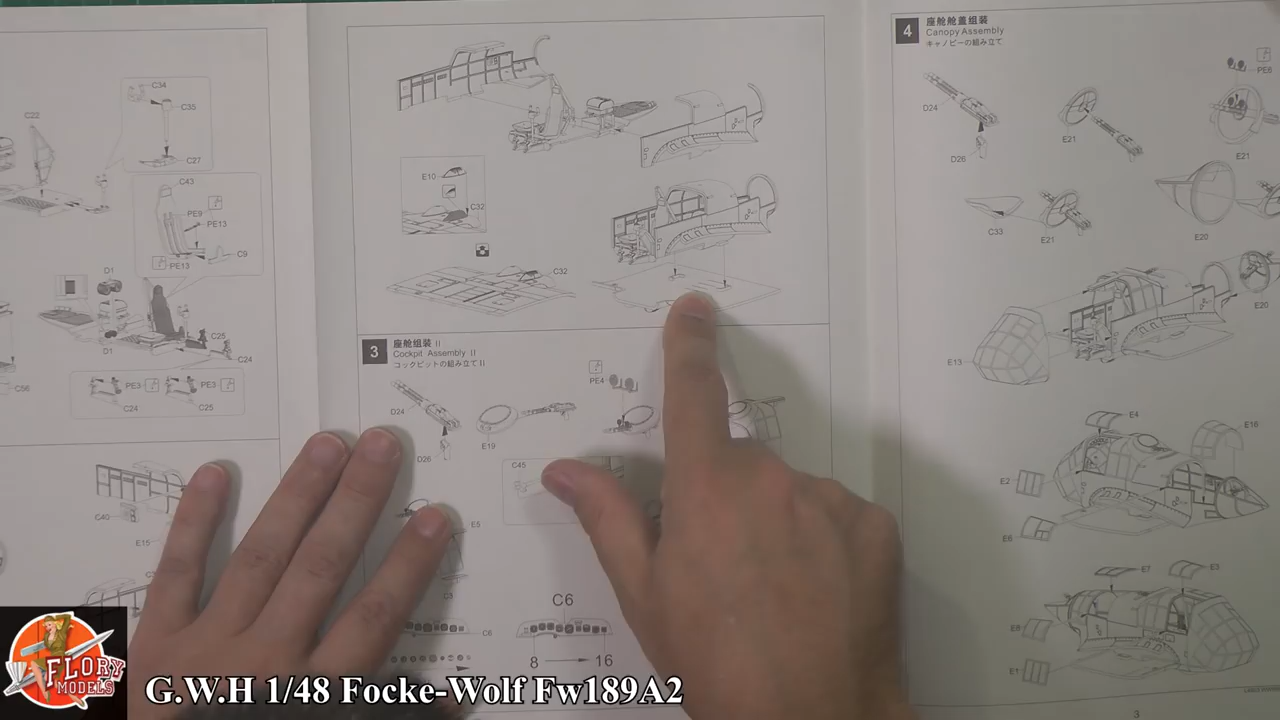 C34
C35
C22
C27
C43
PE9
PE13
C9
PE13
D1
C25
D1
C24
PE3
PE3
C56
C24
C25
C40
E15
E10
C32
C32
3
座舱组装 II
Cockpit Assembly II
コックピットの組み立て II
D24
PE4
E19
D26
C45
E5
C3
C6
C6
8
16
4
座舱舱盖组装
Canopy Assembly
キャノピーの組み立て
PE6
D24
E21
D26
E21
C33
E21
E20
E20
E13
E4
E16
E2
E6
E7
E3
E8
E1
3
FLORY
MODELS
G.W.H 1/48 Focke-Wolf Fw189A2